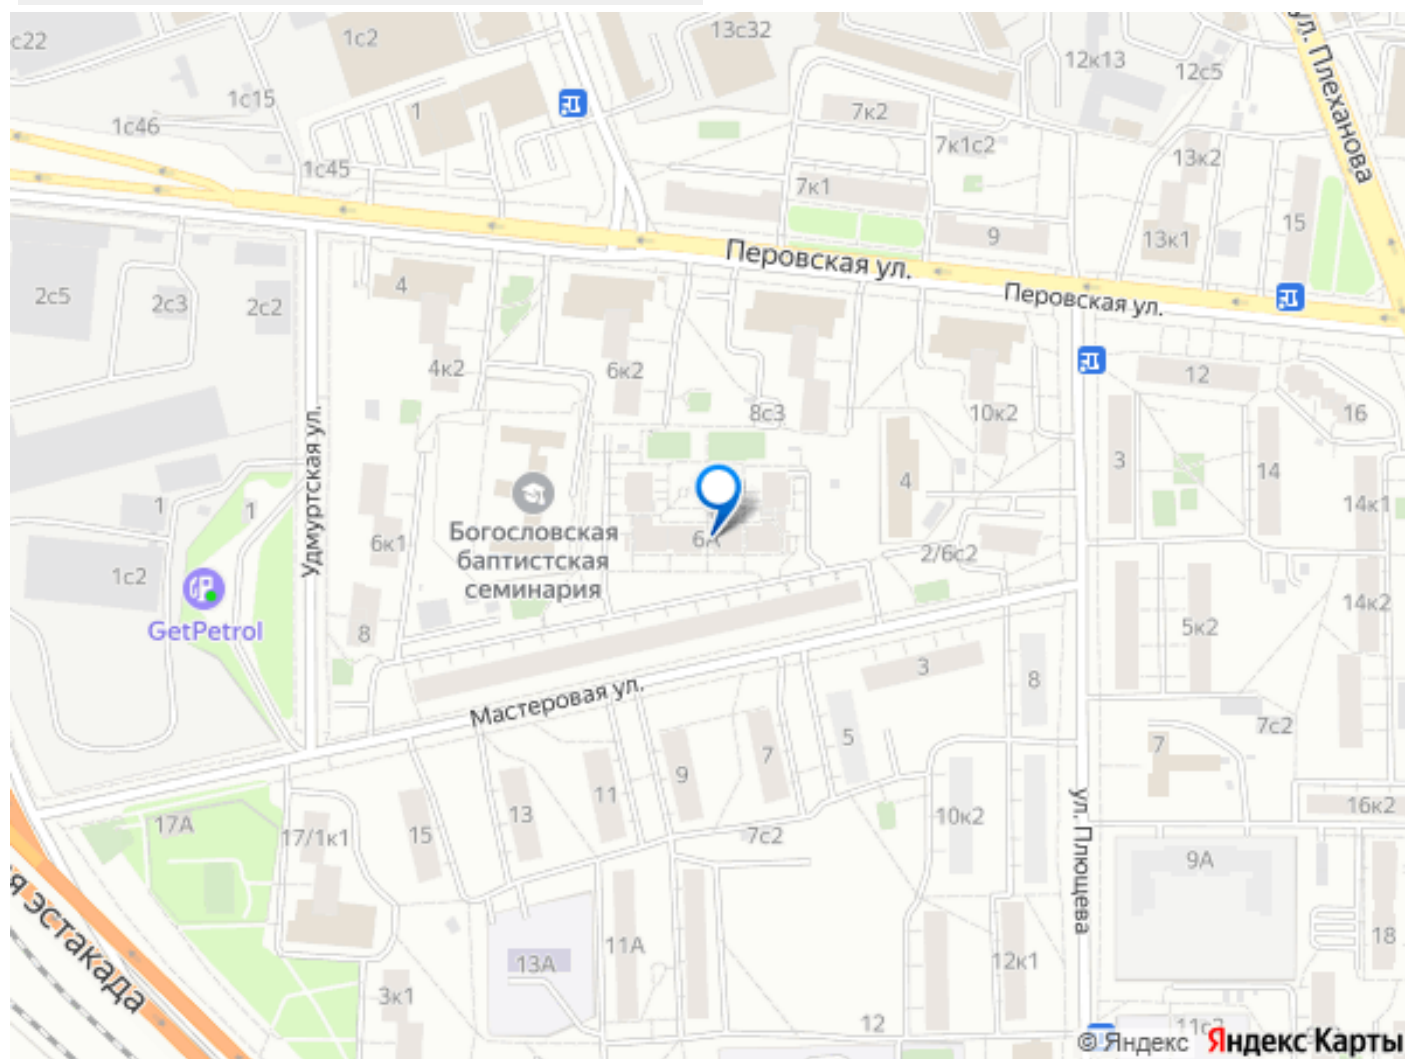 с22
1с2
13с32
ул. Плеханова
12к13
12с5
1с15
1
7к2
1с46
7к1с2
13к2
1с45
7к1
15
9
13к1
Перовская ул.
Перовская ул.
2с5
2с3
2с2
4
4к2
6к2
12
8с3
10к2
16
Удмуртская ул.
3
14
4
14к1
1
1
6А
Богословская
баптистская
семинария
6к1
2/6с2
1с2
14к2
GetPetrol
8
5к2
3
8
Мастеровая ул.
7с2
5
7
7
9
11
13
15
17А
17/1к1
7с2
10к2
ул. Плющева
16к2
9А
я эстакада
18
13А
11А
12к1
3к1
12
11с3
© Яндекс
Яндекс Карты